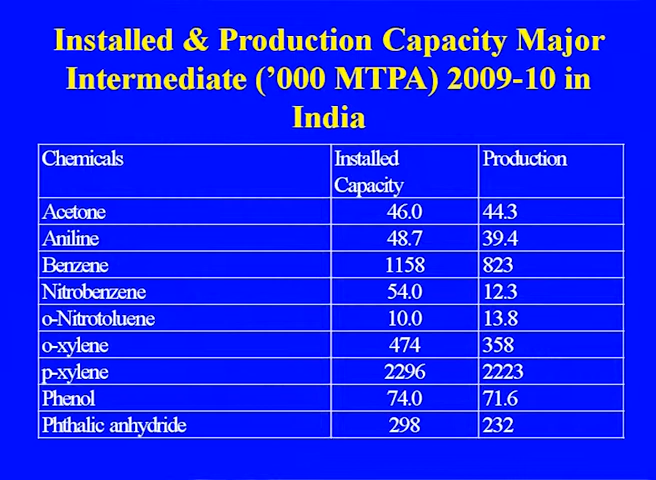 Installed & Production Capacity Major
Intermediate (’000 MTPA) 2009-10 in
India
Chemicals Installed Capacity Production
Acetone 46.0 44.3
Aniline 48.7 39.4
Benzene 1158 823
Nitrobenzene 54.0 12.3
o-Nitrotoluene 10.0 13.8
o-xylene 474 358
p-xylene 2296 2223
Phenol 74.0 71.6
Phthalic anhydride 298 232